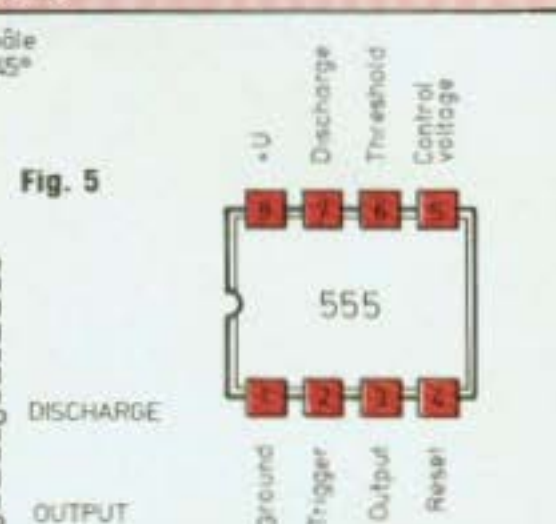 45°
Fig. 5
+U
Discharge
Threshold
Control
voltage
8 7 6 5
555
1 2 3 4
DISCHARGE
Ground
Trigger
Output
Reset
OUTPUT